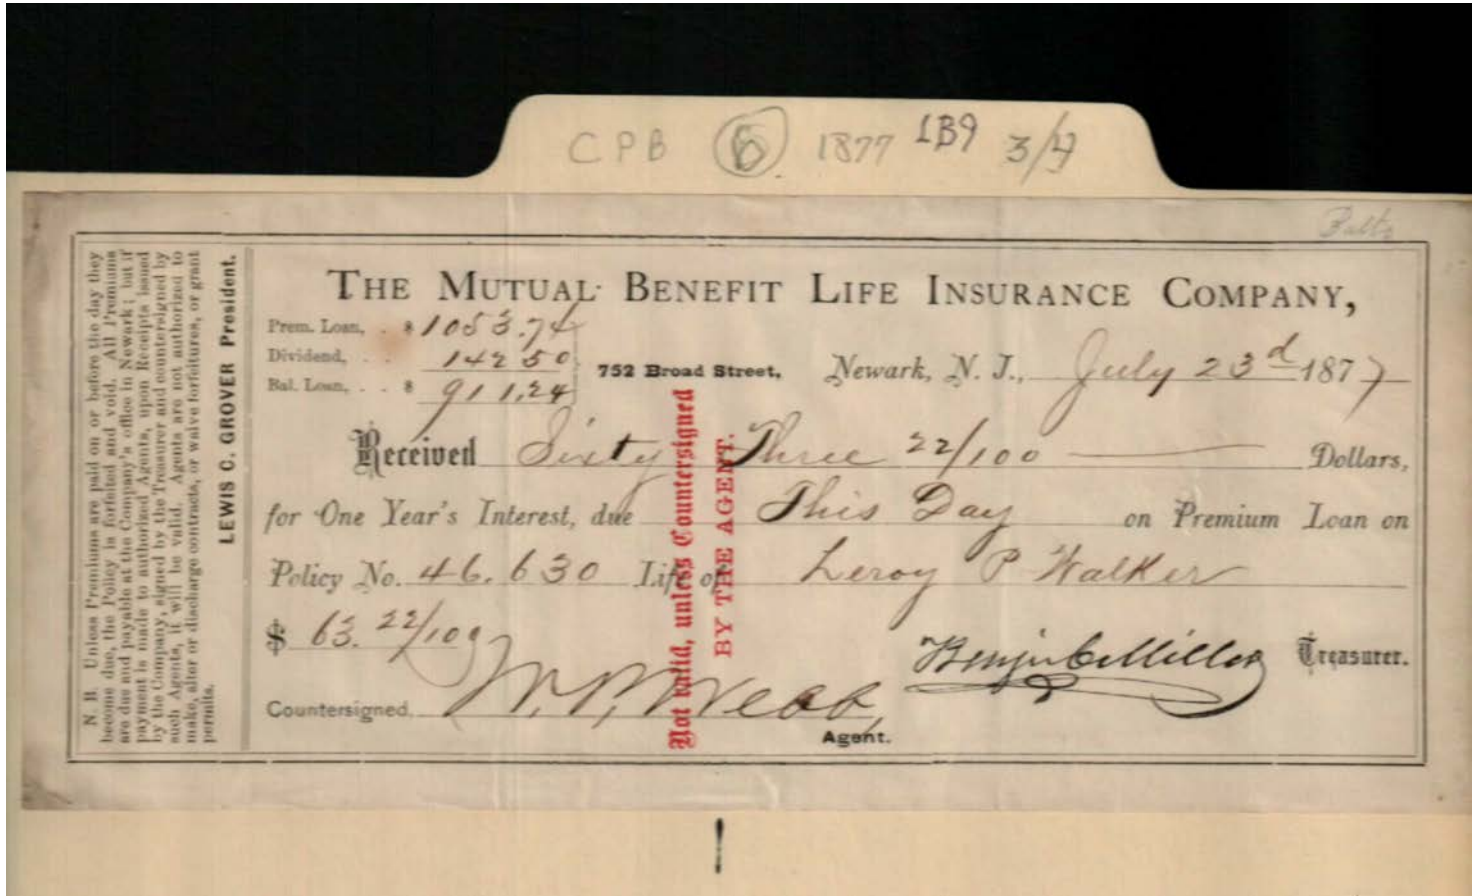 CPB 6 1877 1B9 3/4
Balto
THE MUTUAL BENEFIT LIFE INSURANCE COMPANY,
Prem. Loan, . $ 1053.74
Dividend, . . 142 50
Bal. Loan, . . $ 911,24
752 Broad Street, Newark, N. J., July 23d 1877
Received Sixty Three 22/100 Dollars,
for One Year's Interest, due This Day on Premium Loan on
Policy No. 46.630 Life of Leroy P Walker
$ 63.22/100
Benj. C. Miller Treasurer.
Countersigned, W. P. Webb,
Agent.
Not valid, unless Countersigned
BY THE AGENT.
N. B. Unless Premiums are paid on or before the day they
become due, the Policy is forfeited and void. All Premiums
are due and payable at the Company's office in Newark; but if
payment is made to authorized Agents, upon Receipts issued
by the Company, signed by the Treasurer and countersigned by
such Agents, it will be valid. Agents are not authorized to
make, alter or discharge contracts, or waive forfeitures, or grant
permits.
LEWIS C. GROVER President.